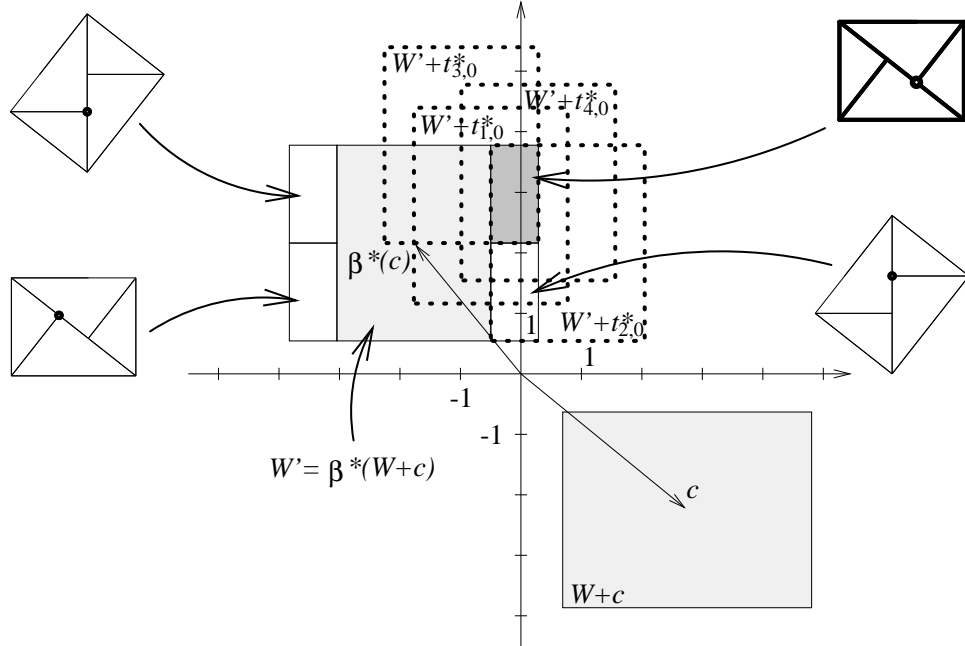 W'+t*3,0
W'+t*4,0
W'+t*1,0
β*(c)
1
W'+t*2,0
1
-1
-1
W'= β*(W+c)
c
W+c